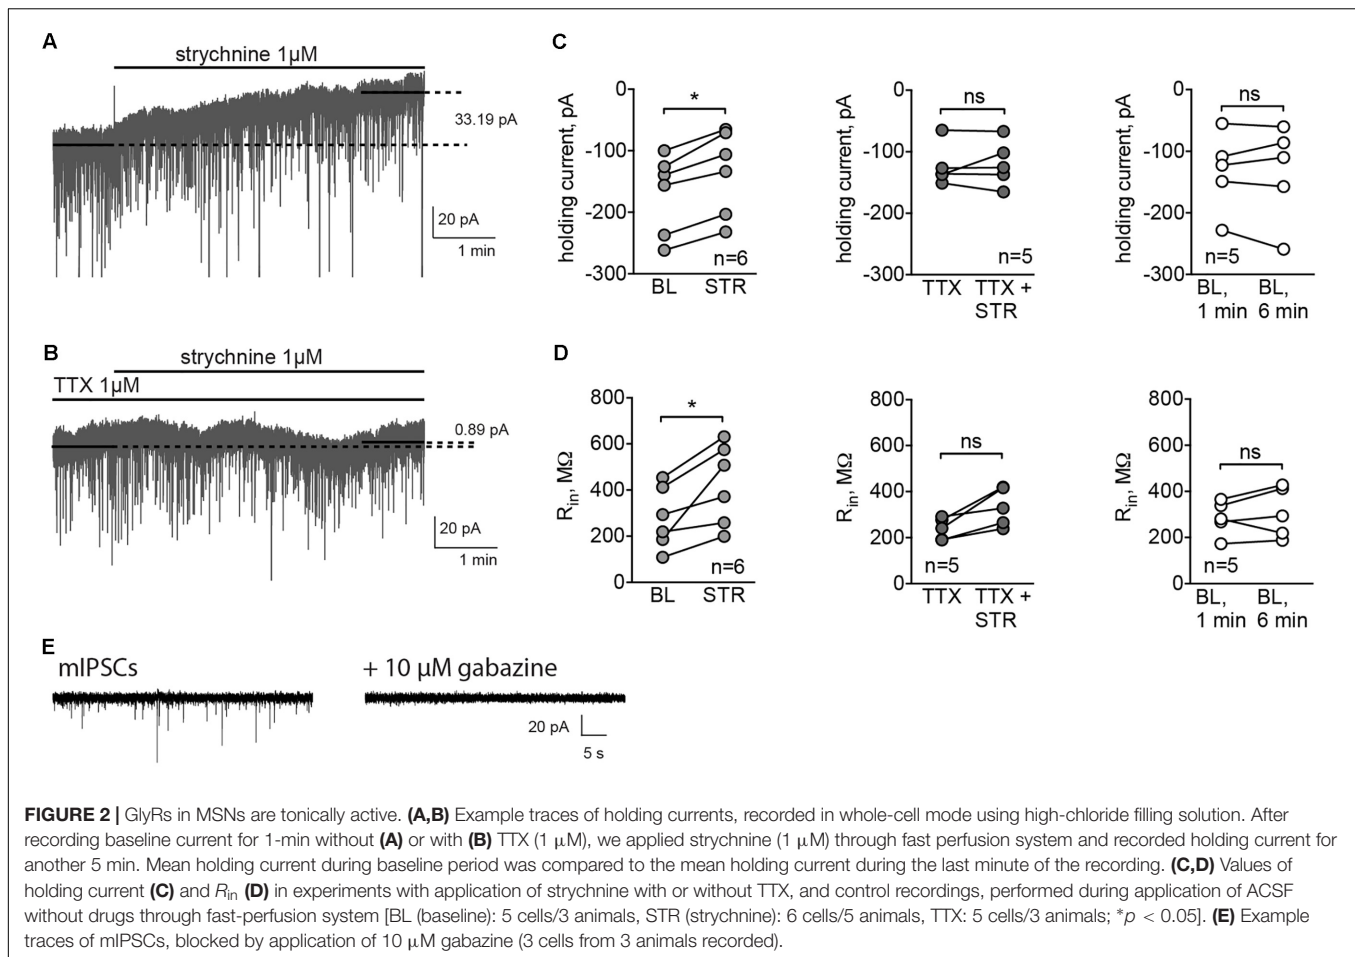 A
strychnine 1µM
33.19 pA
20 pA
1 min
B
strychnine 1µM
TTX 1µM
0.89 pA
20 pA
1 min
C
holding current, pA
0
-100
-200
-300
*
n=6
BL STR
holding current, pA
0
-100
-200
-300
ns
n=5
TTX TTX +
STR
holding current, pA
0
-100
-200
-300
ns
n=5
BL, BL,
1 min 6 min
D
Rin, MΩ
800
600
400
200
0
*
n=6
BL STR
Rin, MΩ
800
600
400
200
0
ns
n=5
TTX TTX +
STR
Rin, MΩ
800
600
400
200
0
ns
n=5
BL, BL,
1 min 6 min
E
mIPSCs
+ 10 µM gabazine
20 pA
5 s
FIGURE 2 | GlyRs in MSNs are tonically active. (A,B) Example traces of holding currents, recorded in whole-cell mode using high-chloride filling solution. After
recording baseline current for 1-min without (A) or with (B) TTX (1 µM), we applied strychnine (1 µM) through fast perfusion system and recorded holding current for
another 5 min. Mean holding current during baseline period was compared to the mean holding current during the last minute of the recording. (C,D) Values of
holding current (C) and Rin (D) in experiments with application of strychnine with or without TTX, and control recordings, performed during application of ACSF
without drugs through fast-perfusion system [BL (baseline): 5 cells/3 animals, STR (strychnine): 6 cells/5 animals, TTX: 5 cells/3 animals; *p < 0.05]. (E) Example
traces of mIPSCs, blocked by application of 10 µM gabazine (3 cells from 3 animals recorded).